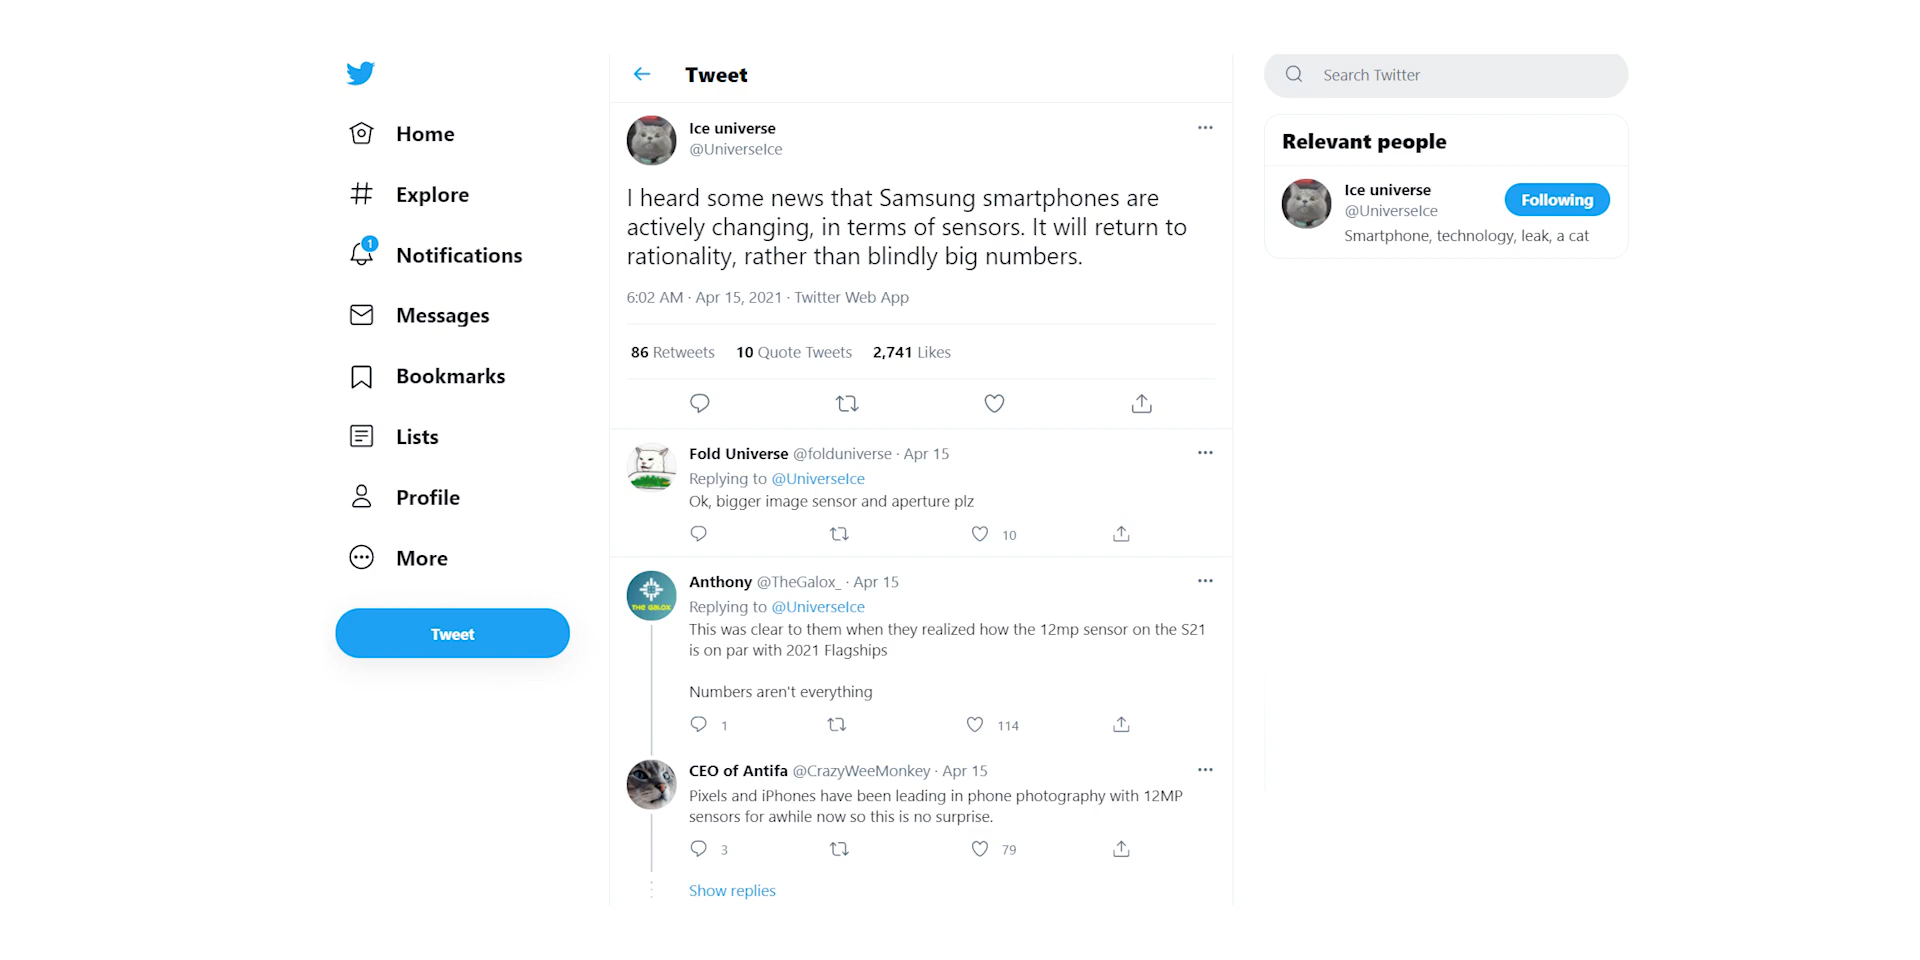 Home
Explore
1
Notifications
Messages
Bookmarks
Lists
Profile
More
Tweet
Tweet
Ice universe
@UniverseIce
I heard some news that Samsung smartphones are
actively changing, in terms of sensors. It will return to
rationality, rather than blindly big numbers.
6:02 AM · Apr 15, 2021 · Twitter Web App
86 Retweets 10 Quote Tweets 2,741 Likes
Fold Universe @folduniverse · Apr 15
Replying to @UniverseIce
Ok, bigger image sensor and aperture plz
10
THE GALOX
Anthony @TheGalox_ · Apr 15
Replying to @UniverseIce
This was clear to them when they realized how the 12mp sensor on the S21
is on par with 2021 Flagships
Numbers aren't everything
1 114
CEO of Antifa @CrazyWeeMonkey · Apr 15
Pixels and iPhones have been leading in phone photography with 12MP
sensors for awhile now so this is no surprise.
3 79
Show replies
Search Twitter
Relevant people
Ice universe
@UniverseIce
Following
Smartphone, technology, leak, a cat